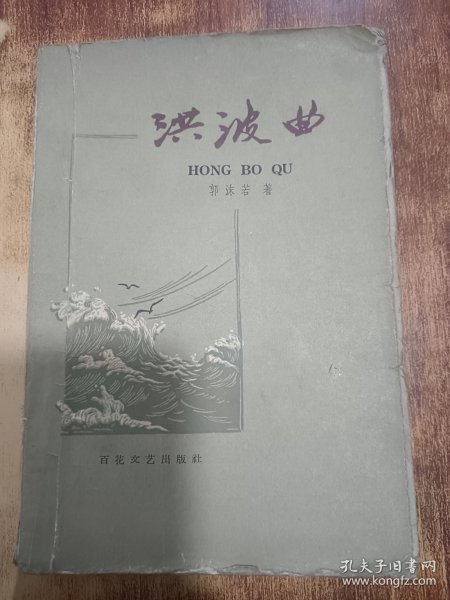 洪波曲
HONG BO QU
郭沫若 著
百花文艺出版社
孔夫子旧书网
www.kongfz.com